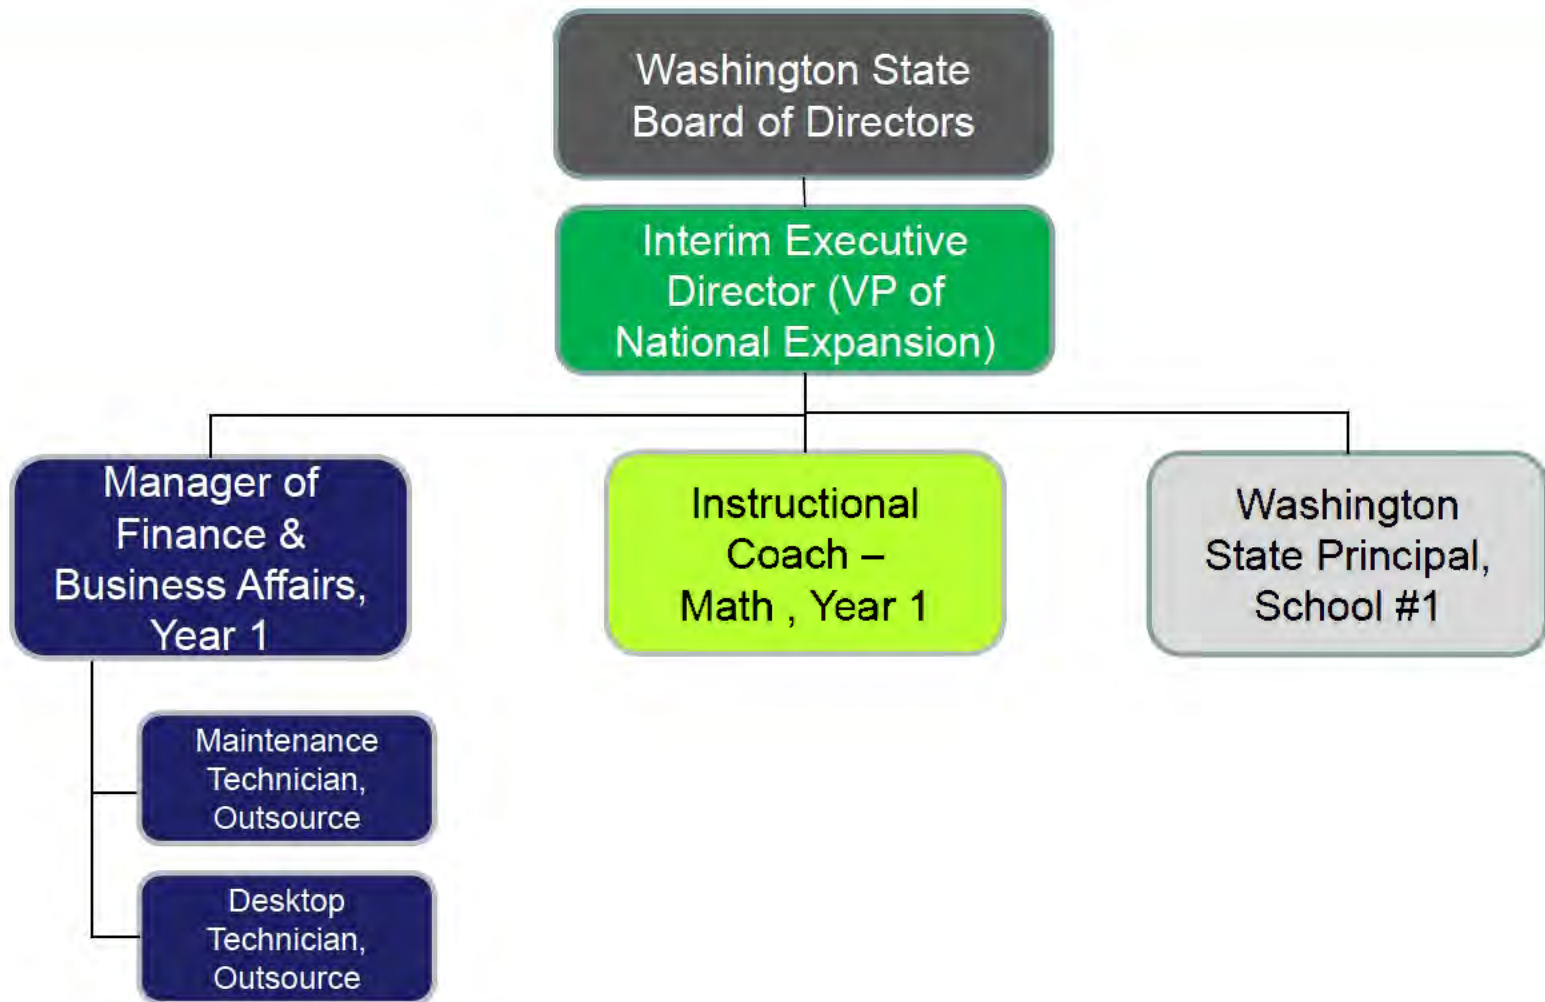 Washington State
Board of Directors
Interim Executive
Director (VP of
National Expansion)
Manager of
Finance &
Business Affairs,
Year 1
Instructional
Coach –
Math , Year 1
Washington
State Principal,
School #1
Maintenance
Technician,
Outsource
Desktop
Technician,
Outsource